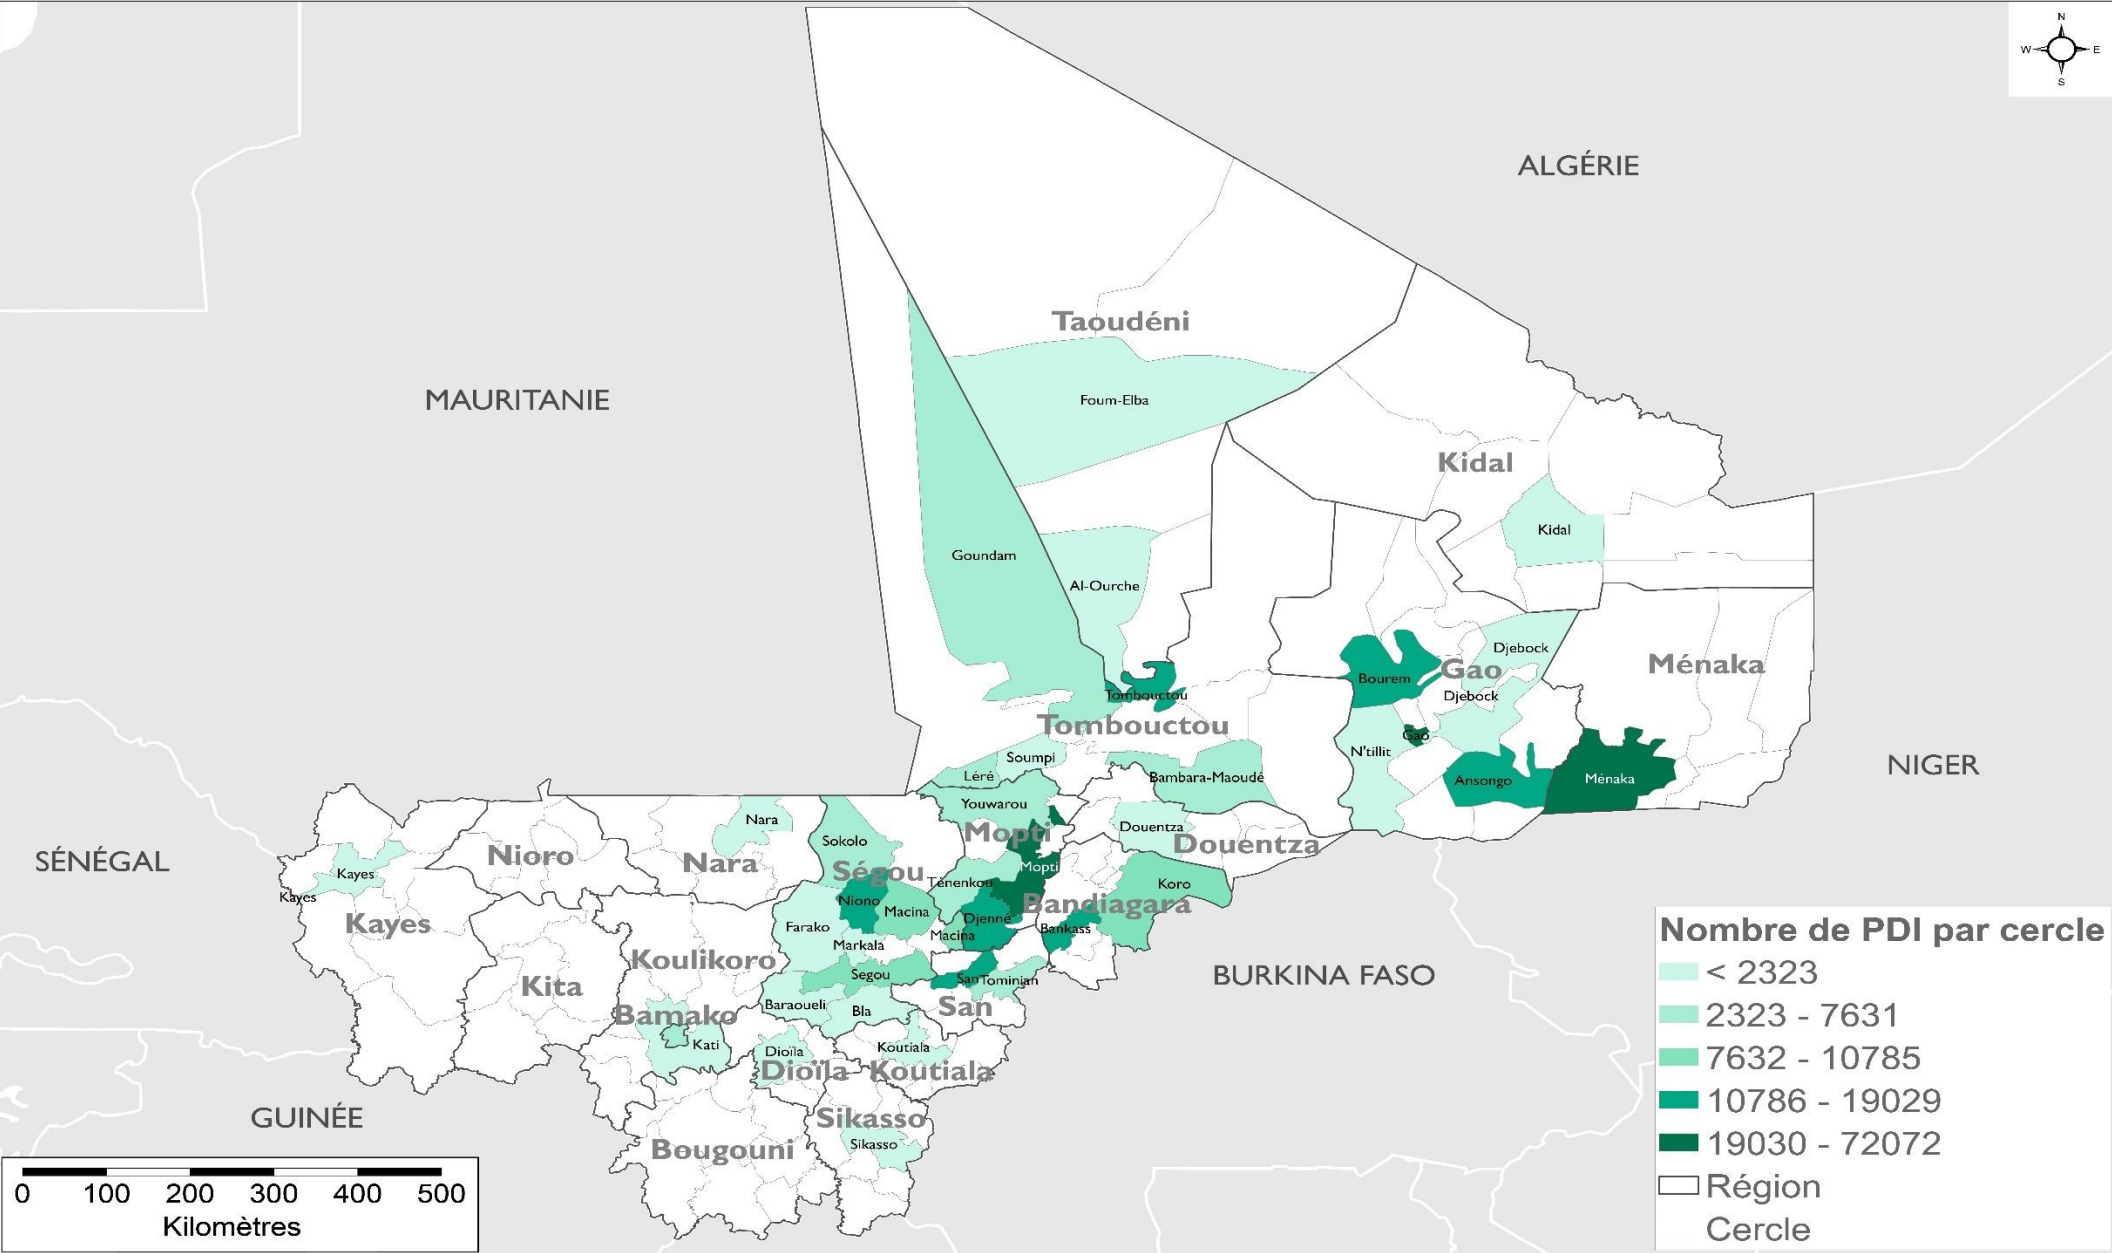 N
W E
S
ALGÉRIE
Taoudéni
MAURITANIE
Foum-Elba
Kidal
Kidal
Goundam
Al-Ourche
Djebock
Ménaka
Gao
Bourem
Djebock
Tombouctou
Tombouctou
Gao
N'tillit
Soumpi
NIGER
Léré
Bambara-Maoudé
Ansongo
Ménaka
Youwarou
Nara
Douentza
Mopti
Sokolo
Douentza
Nioro
SÉNÉGAL
Nara
Ségou
Mopti
Kayes
Ténenkou
Koro
Kayes
Niono
Macina
Bandiagara
Kayes
Djenné
Farako
Bankass
Macina
Markala
Koulikoro
Segou
BURKINA FASO
San
Tominian
Kita
Baraoueli
San
Bla
Bamako
Kati
Dioïla
Koutiala
Dioïla
Koutiala
GUINÉE
Sikasso
Sikasso
Bougouni
Nombre de PDI par cercle
< 2323
2323 - 7631
7632 - 10785
10786 - 19029
19030 - 72072
Région
Cercle
0 100 200 300 400 500
Kilomètres